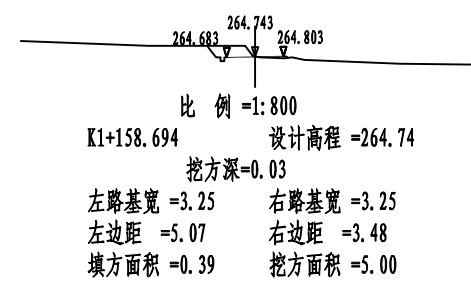 264.743
264.683 264.803
比 例 =1:800
K1+158.694 设计高程 =264.74
挖方深=0.03
左路基宽 =3.25 右路基宽 =3.25
左边距 =5.07 右边距 =3.48
填方面积 =0.39 挖方面积 =5.00